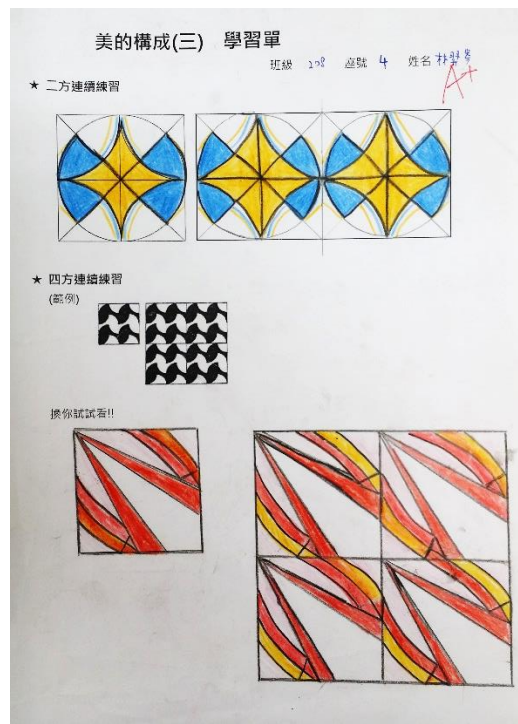 美的構成(三) 學習單
班級 208 座號 4 姓名 林
A+
★ 二方連續練習
★ 四方連續練習
(範例)
換你試試看!!